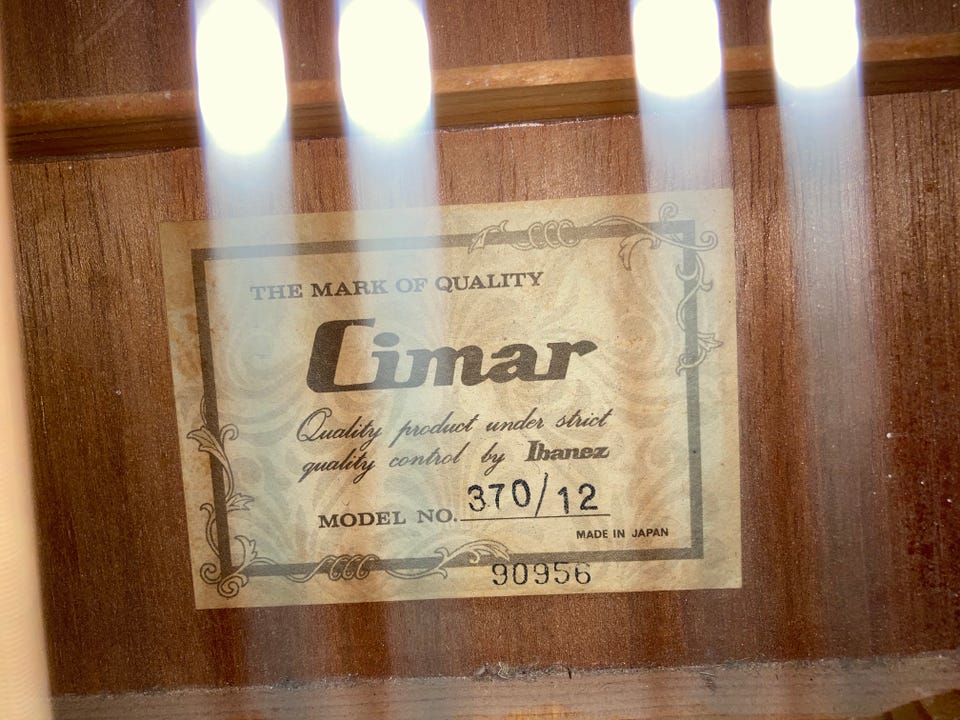 THE MARK OF QUALITY
Cimar
Quality product under strict
quality control by Ibanez
MODEL NO. 370/12
MADE IN JAPAN
90956